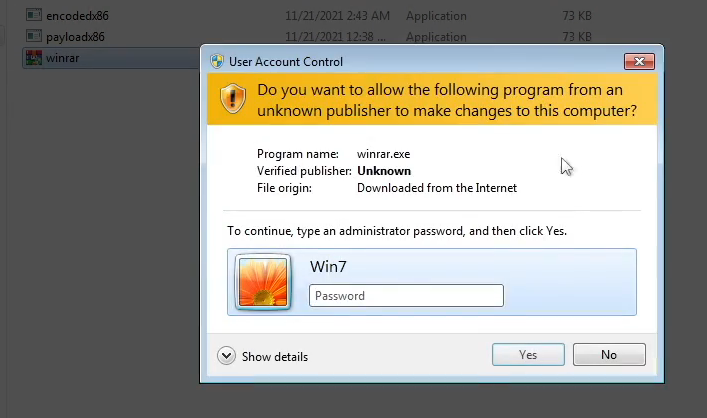 encodedx86 11/21/2021 2:43 AM Application 73 KB
payloadx86 11/21/2021 12:38 ... Application 73 KB
winrar
User Account Control
Do you want to allow the following program from an
unknown publisher to make changes to this computer?
Program name: winrar.exe
Verified publisher: Unknown
File origin: Downloaded from the Internet
To continue, type an administrator password, and then click Yes.
Win7
Password
Show details
Yes
No